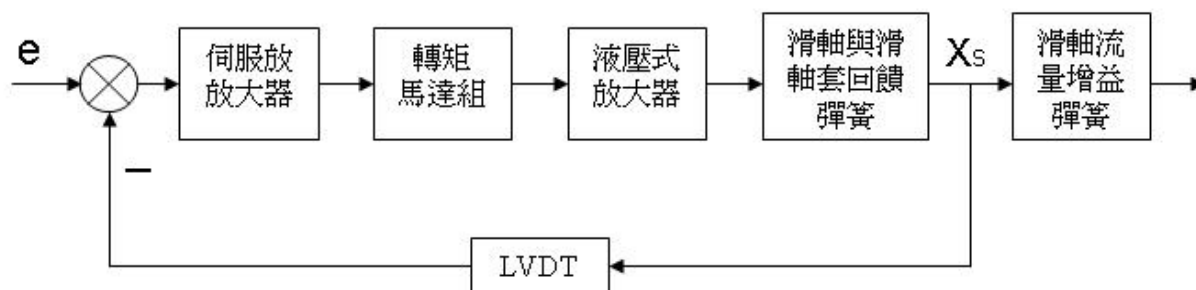 e
伺服放
放大器
轉矩
馬達組
液壓式
放大器
滑軸與滑
軸套回饋
彈簧
Xs
滑軸流
量增益
彈簧
−
LVDT